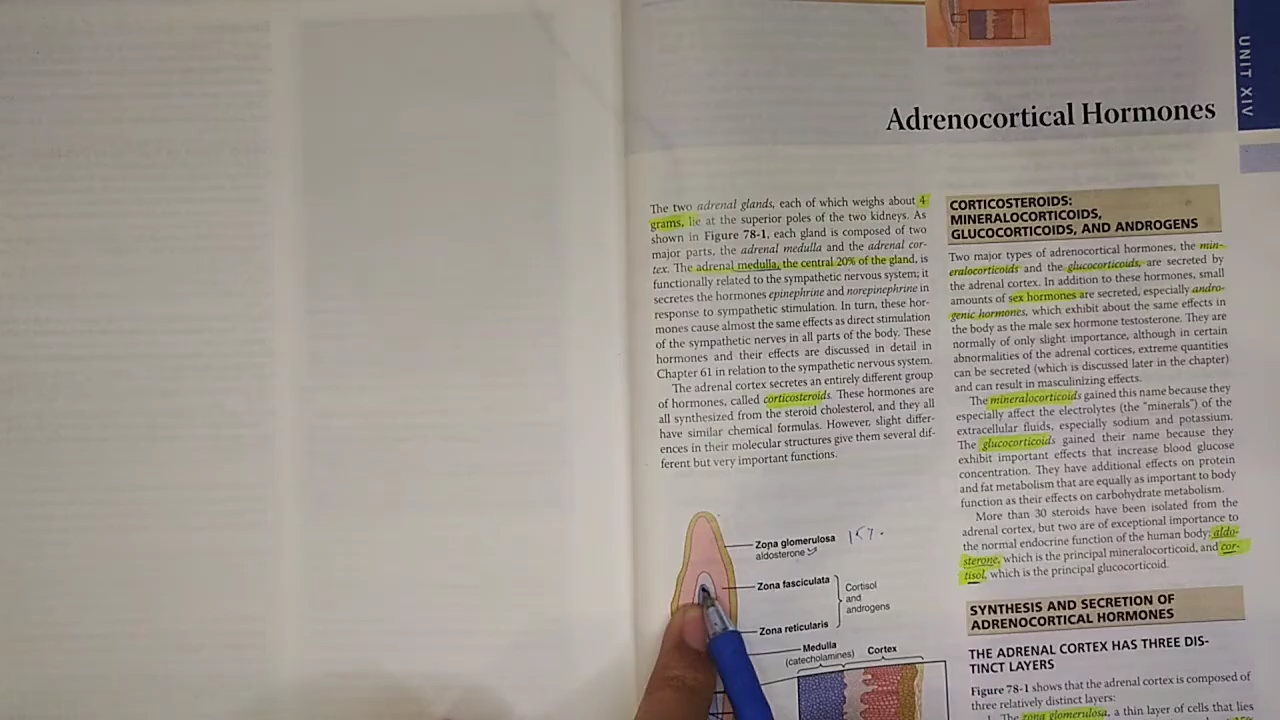 UNIT XIV
Adrenocortical Hormones
The two adrenal glands, each of which weighs about 4
grams, lie at the superior poles of the two kidneys. As
shown in Figure 78-1, each gland is composed of two
major parts, the adrenal medulla and the adrenal cor-
tex. The adrenal medulla, the central 20% of the gland, is
functionally related to the sympathetic nervous system; it
secretes the hormones epinephrine and norepinephrine in
response to sympathetic stimulation. In turn, these hor-
mones cause almost the same effects as direct stimulation
of the sympathetic nerves in all parts of the body. These
hormones and their effects are discussed in detail in
Chapter 61 in relation to the sympathetic nervous system.
The adrenal cortex secretes an entirely different group
of hormones, called corticosteroids. These hormones are
all synthesized from the steroid cholesterol, and they all
have similar chemical formulas. However, slight differ-
ences in their molecular structures give them several dif-
ferent but very important functions.
Zona glomerulosa
aldosterone
Zona fasciculata
Cortisol
and
androgens
Zona reticularis
Medulla
(catecholamines)
Cortex
CORTICOSTEROIDS:
MINERALOCORTICOIDS,
GLUCOCORTICOIDS, AND ANDROGENS
Two major types of adrenocortical hormones, the min-
eralocorticoids and the glucocorticoids, are secreted by
the adrenal cortex. In addition to these hormones, small
amounts of sex hormones are secreted, especially andro-
genic hormones, which exhibit about the same effects in
the body as the male sex hormone testosterone. They are
normally of only slight importance, although in certain
abnormalities of the adrenal cortices, extreme quantities
can be secreted (which is discussed later in the chapter)
and can result in masculinizing effects.
The mineralocorticoids gained this name because they
especially affect the electrolytes (the “minerals”) of the
extracellular fluids, especially sodium and potassium.
The glucocorticoids gained their name because they
exhibit important effects that increase blood glucose
concentration. They have additional effects on protein
and fat metabolism that are equally as important to body
function as their effects on carbohydrate metabolism.
More than 30 steroids have been isolated from the
adrenal cortex, but two are of exceptional importance to
the normal endocrine function of the human body: aldo-
sterone, which is the principal mineralocorticoid, and cor-
tisol, which is the principal glucocorticoid.
SYNTHESIS AND SECRETION OF
ADRENOCORTICAL HORMONES
THE ADRENAL CORTEX HAS THREE DIS-
TINCT LAYERS
Figure 78-1 shows that the adrenal cortex is composed of
three relatively distinct layers:
1. The zona glomerulosa, a thin layer of cells that lies